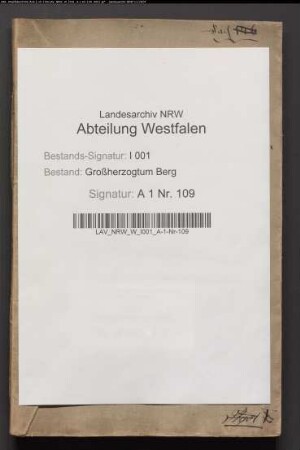 Landesarchiv NRW
Abteilung Westfalen
Bestands-Signatur: I 001
Bestand: Großherzogtum Berg
Signatur: A 1 Nr. 109
LAV_NRW_W_I001_A-1-Nr-109